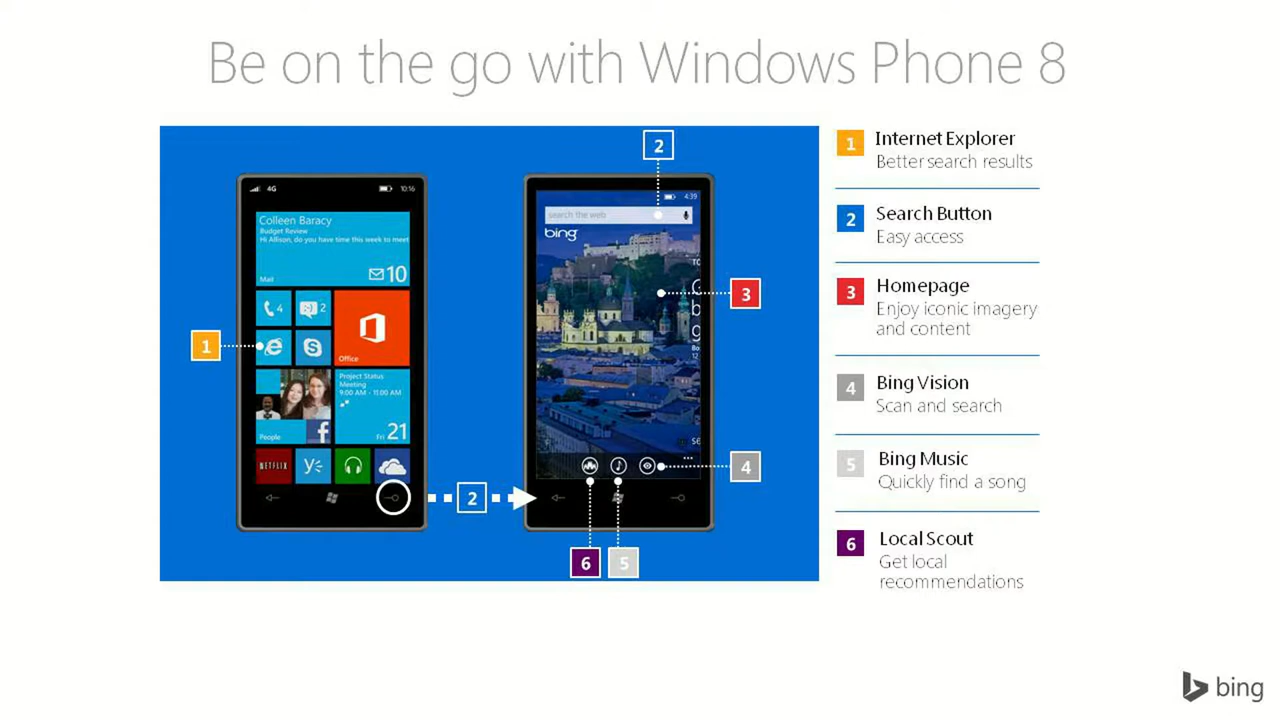 Be on the go with Windows Phone 8
4G
10:16
Colleen Baracy
Budget Review
Hi Allison, do you have time this week to meet
Mail
10
4
2
Office
Project Status
Meeting
9:00 AM - 11:00 AM
People
Fri 21
NETFLIX
1
2
2
4:39
search the web
bing
3
4
6
5
1
Internet Explorer
Better search results
2
Search Button
Easy access
3
Homepage
Enjoy iconic imagery
and content
4
Bing Vision
Scan and search
5
Bing Music
Quickly find a song
6
Local Scout
Get local
recommendations
bing